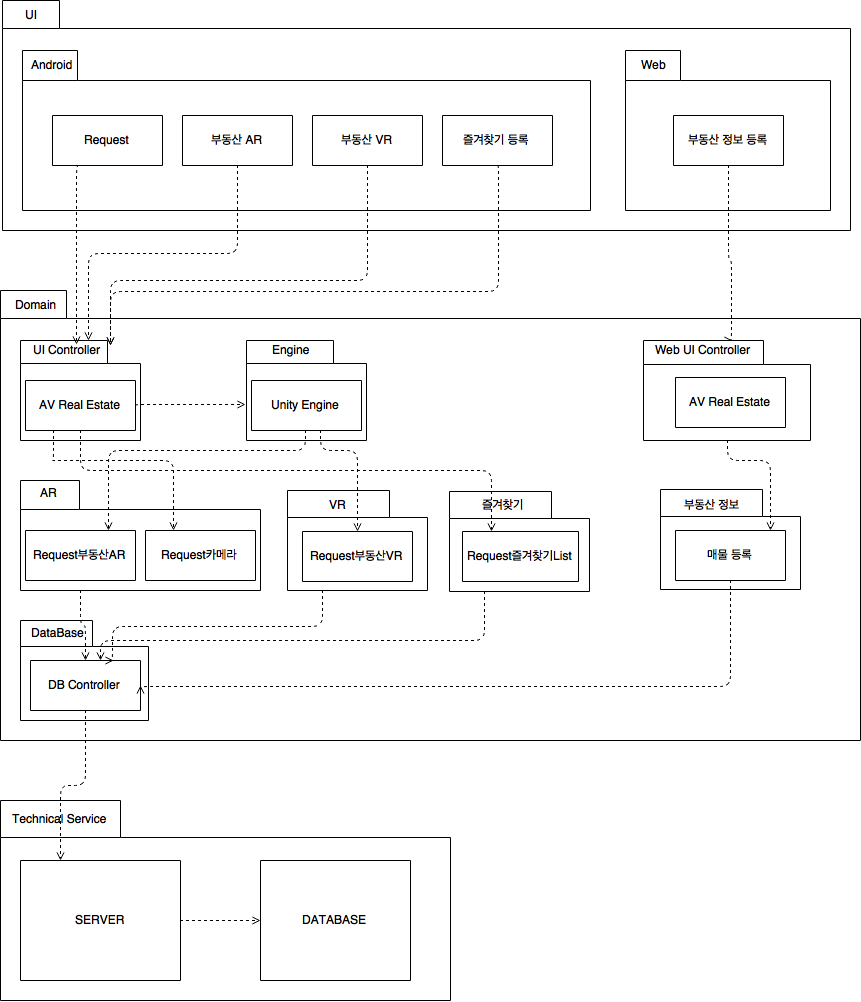 UI
Android
Web
Request
부동산 AR
부동산 VR
즐겨찾기 등록
부동산 정보 등록
Domain
UI Controller
Engine
Web UI Controller
AV Real Estate
Unity Engine
AV Real Estate
AR
VR
즐겨찾기
부동산 정보
Request부동산AR
Request카메라
Request부동산VR
Request즐겨찾기List
매물 등록
DataBase
DB Controller
Technical Service
SERVER
DATABASE